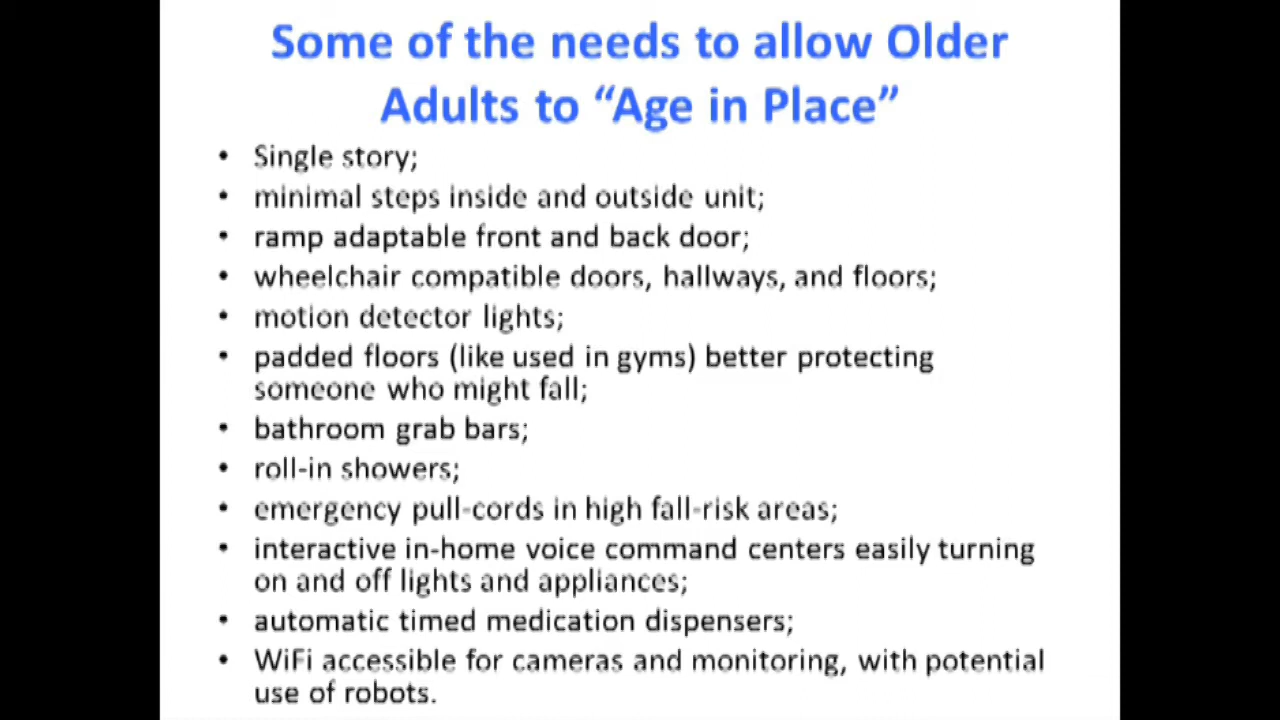 Some of the needs to allow Older
Adults to “Age in Place”
• Single story;
• minimal steps inside and outside unit;
• ramp adaptable front and back door;
• wheelchair compatible doors, hallways, and floors;
• motion detector lights;
• padded floors (like used in gyms) better protecting
someone who might fall;
• bathroom grab bars;
• roll-in showers;
• emergency pull-cords in high fall-risk areas;
• interactive in-home voice command centers easily turning
on and off lights and appliances;
• automatic timed medication dispensers;
• WiFi accessible for cameras and monitoring, with potential
use of robots.